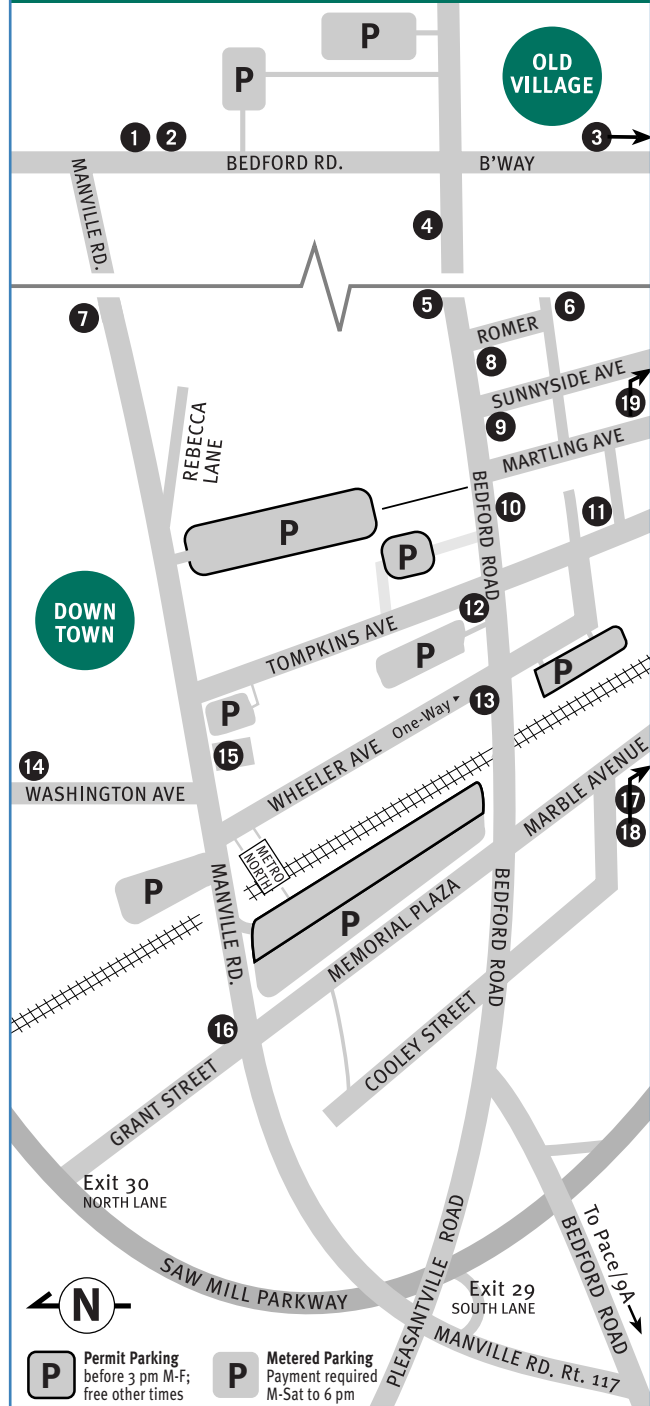 P
P
OLD
VILLAGE
1 2
3
BEDFORD RD.
B'WAY
MANVILLE RD.
4
7
5
6
ROMER
8
SUNNYSIDE AVE
19
9
MARTLING AVE
REBECCA
LANE
BEDFORD ROAD
10
11
P
P
DOWN
TOWN
12
TOMPKINS AVE
P
P
P
13
One-Way
WHEELER AVE
14
15
WASHINGTON AVE
MARBLE AVENUE
17
18
METRO
NORTH
P
MANVILLE RD.
P
MEMORIAL PLAZA
BEDFORD ROAD
16
COOLEY STREET
GRANT STREET
Exit 30
NORTH LANE
SAW MILL PARKWAY
PLEASANTVILLE ROAD
To Pace/9A
BEDFORD ROAD
Exit 29
SOUTH LANE
MANVILLE RD. Rt. 117
N
P
Permit Parking
before 3 pm M-F;
free other times
P
Metered Parking
Payment required
M-Sat to 6 pm